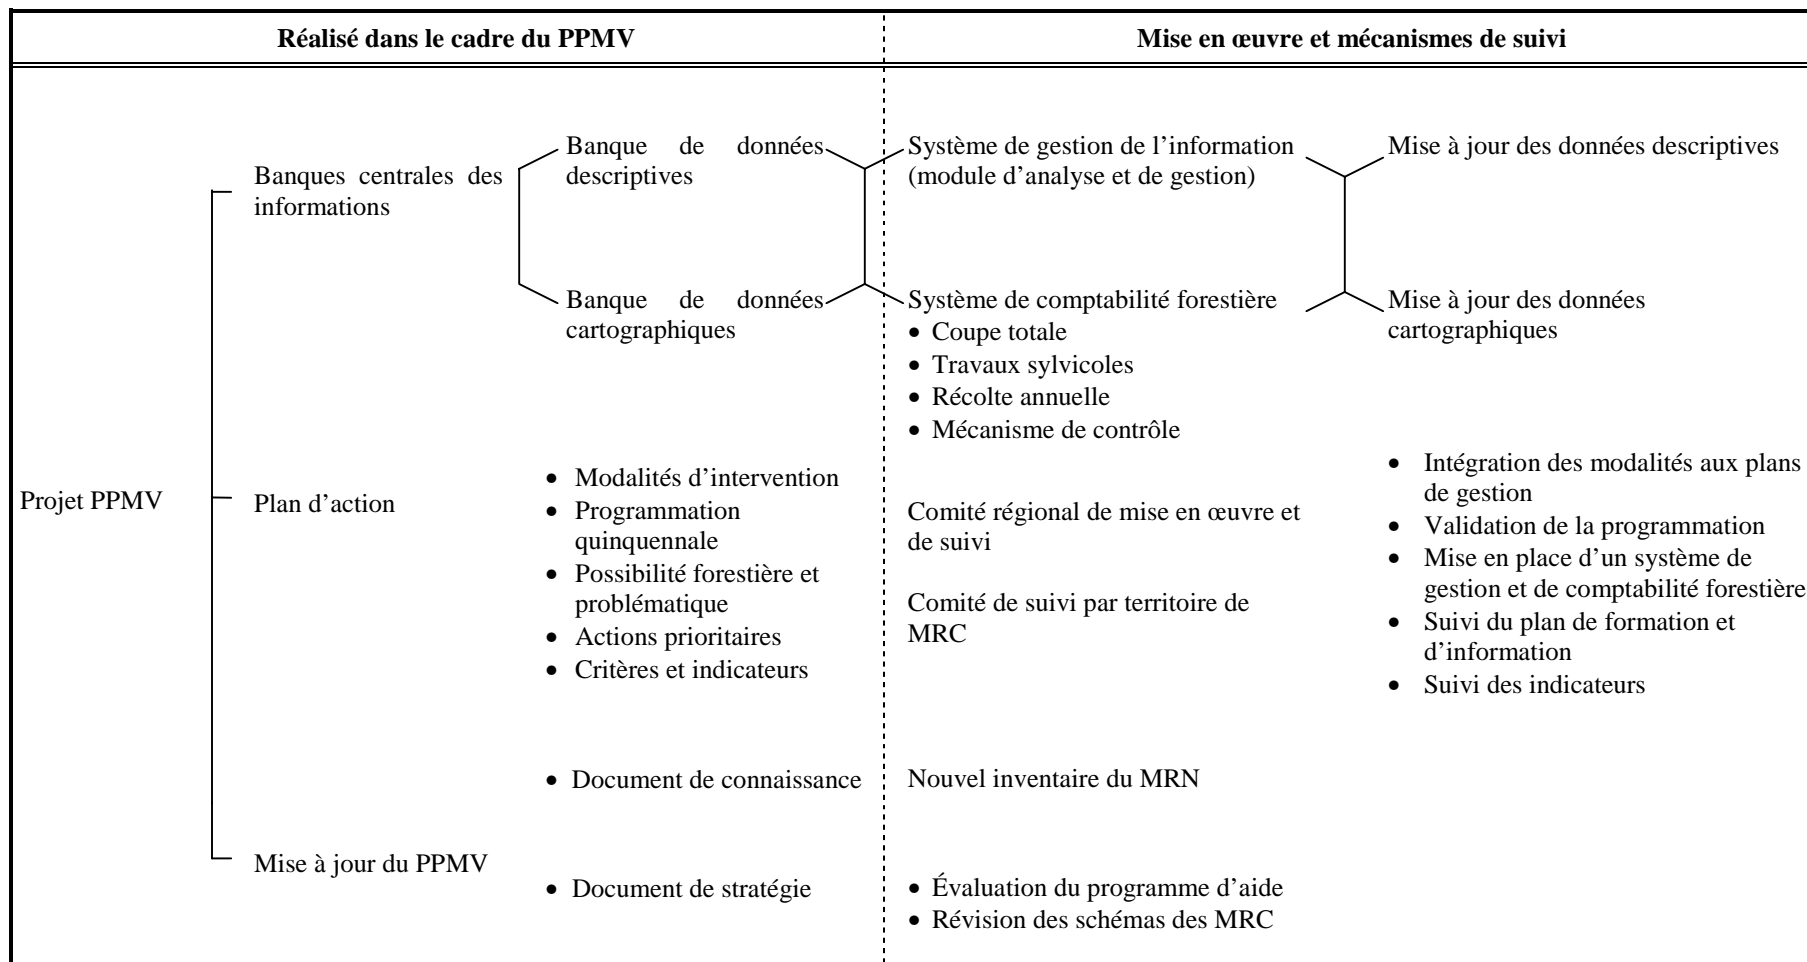 Réalisé dans le cadre du PPMV
Mise en œuvre et mécanismes de suivi
Projet PPMV
Banques centrales des
informations
Banque de données
descriptives
Banque de données
cartographiques
Système de gestion de l’information
(module d’analyse et de gestion)
Système de comptabilité forestière
• Coupe totale
• Travaux sylvicoles
• Récolte annuelle
• Mécanisme de contrôle
Mise à jour des données descriptives
Mise à jour des données
cartographiques
Plan d’action
• Modalités d’intervention
• Programmation
quinquennale
• Possibilité forestière et
problématique
• Actions prioritaires
• Critères et indicateurs
Comité régional de mise en œuvre et
de suivi
Comité de suivi par territoire de
MRC
• Intégration des modalités aux plans
de gestion
• Validation de la programmation
• Mise en place d’un système de
gestion et de comptabilité forestière
• Suivi du plan de formation et
d’information
• Suivi des indicateurs
Mise à jour du PPMV
• Document de connaissance
Nouvel inventaire du MRN
• Document de stratégie
• Évaluation du programme d’aide
• Révision des schémas des MRC